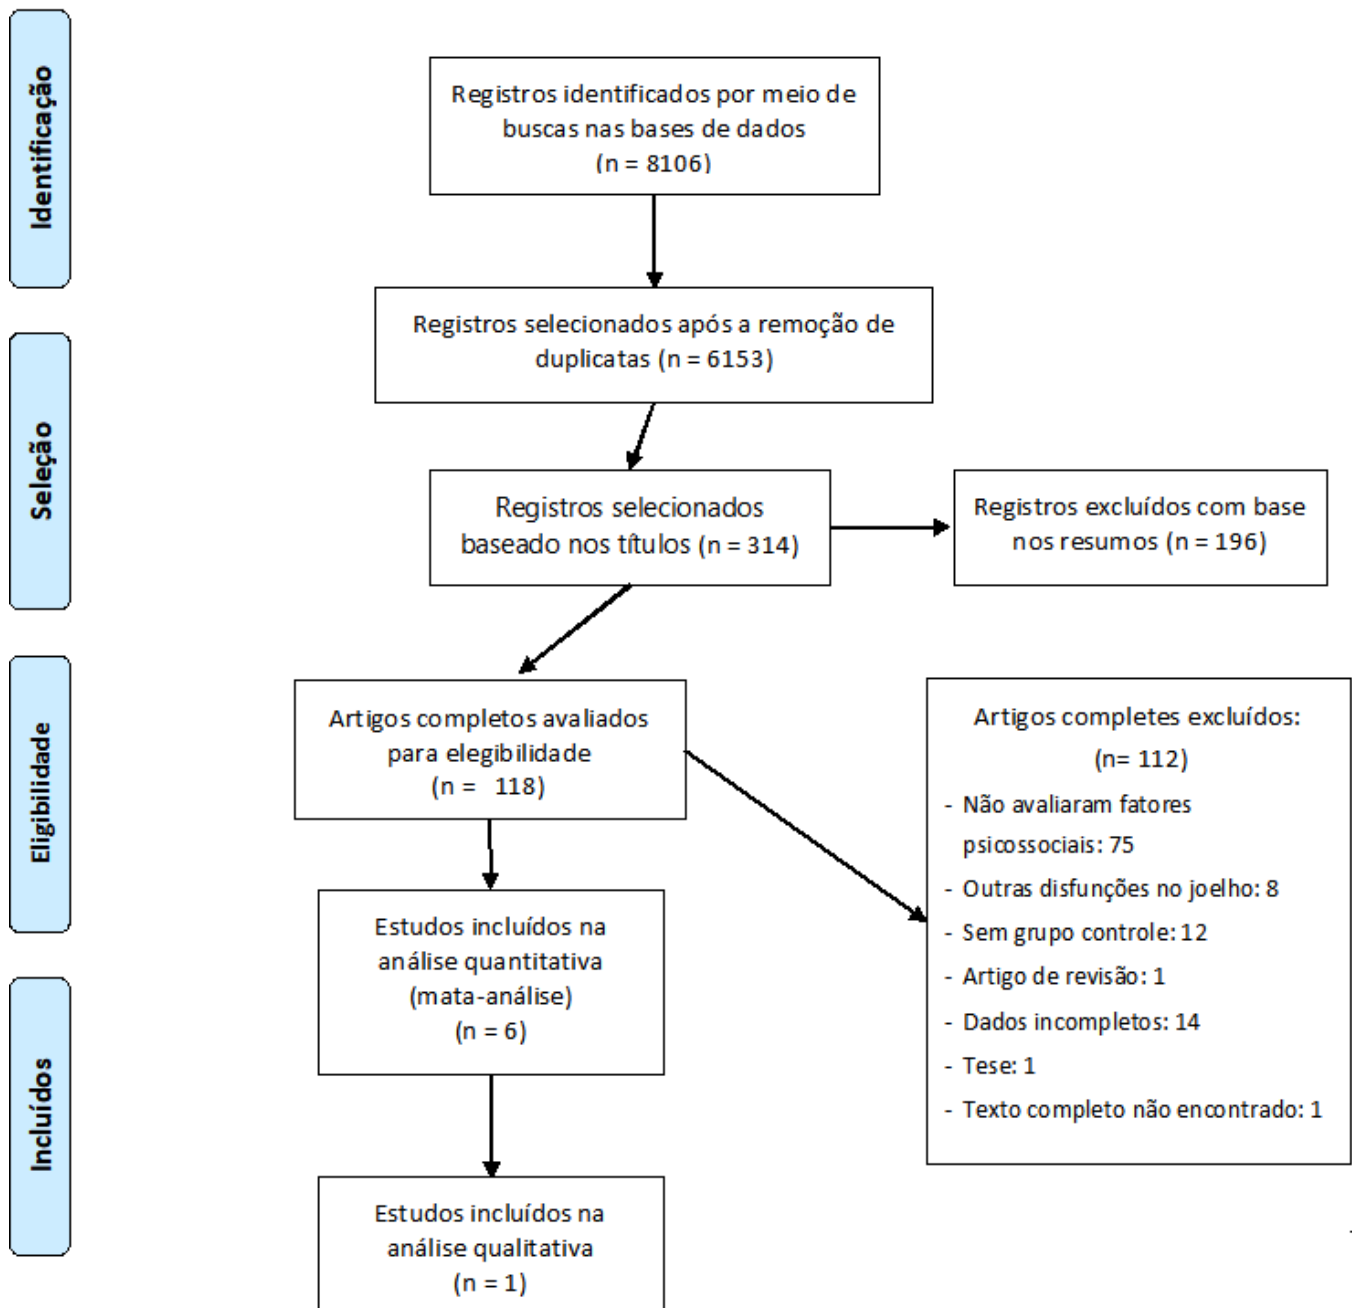 Identificação
Registros identificados por meio de
buscas nas bases de dados
(n = 8106)
Registros selecionados após a remoção de
duplicatas (n = 6153)
Seleção
Registros selecionados
baseado nos títulos (n = 314)
Registros excluídos com base
nos resumos (n = 196)
Eligibilidade
Artigos completos avaliados
para elegibilidade
(n = 118)
Artigos completes excluídos:
(n= 112)
- Não avaliaram fatores
psicossociais: 75
- Outras disfunções no joelho: 8
- Sem grupo controle: 12
- Artigo de revisão: 1
- Dados incompletos: 14
- Tese: 1
- Texto completo não encontrado: 1
Estudos incluídos na
análise quantitativa
(mata-análise)
(n = 6)
Incluídos
Estudos incluídos na
análise qualitativa
(n = 1)